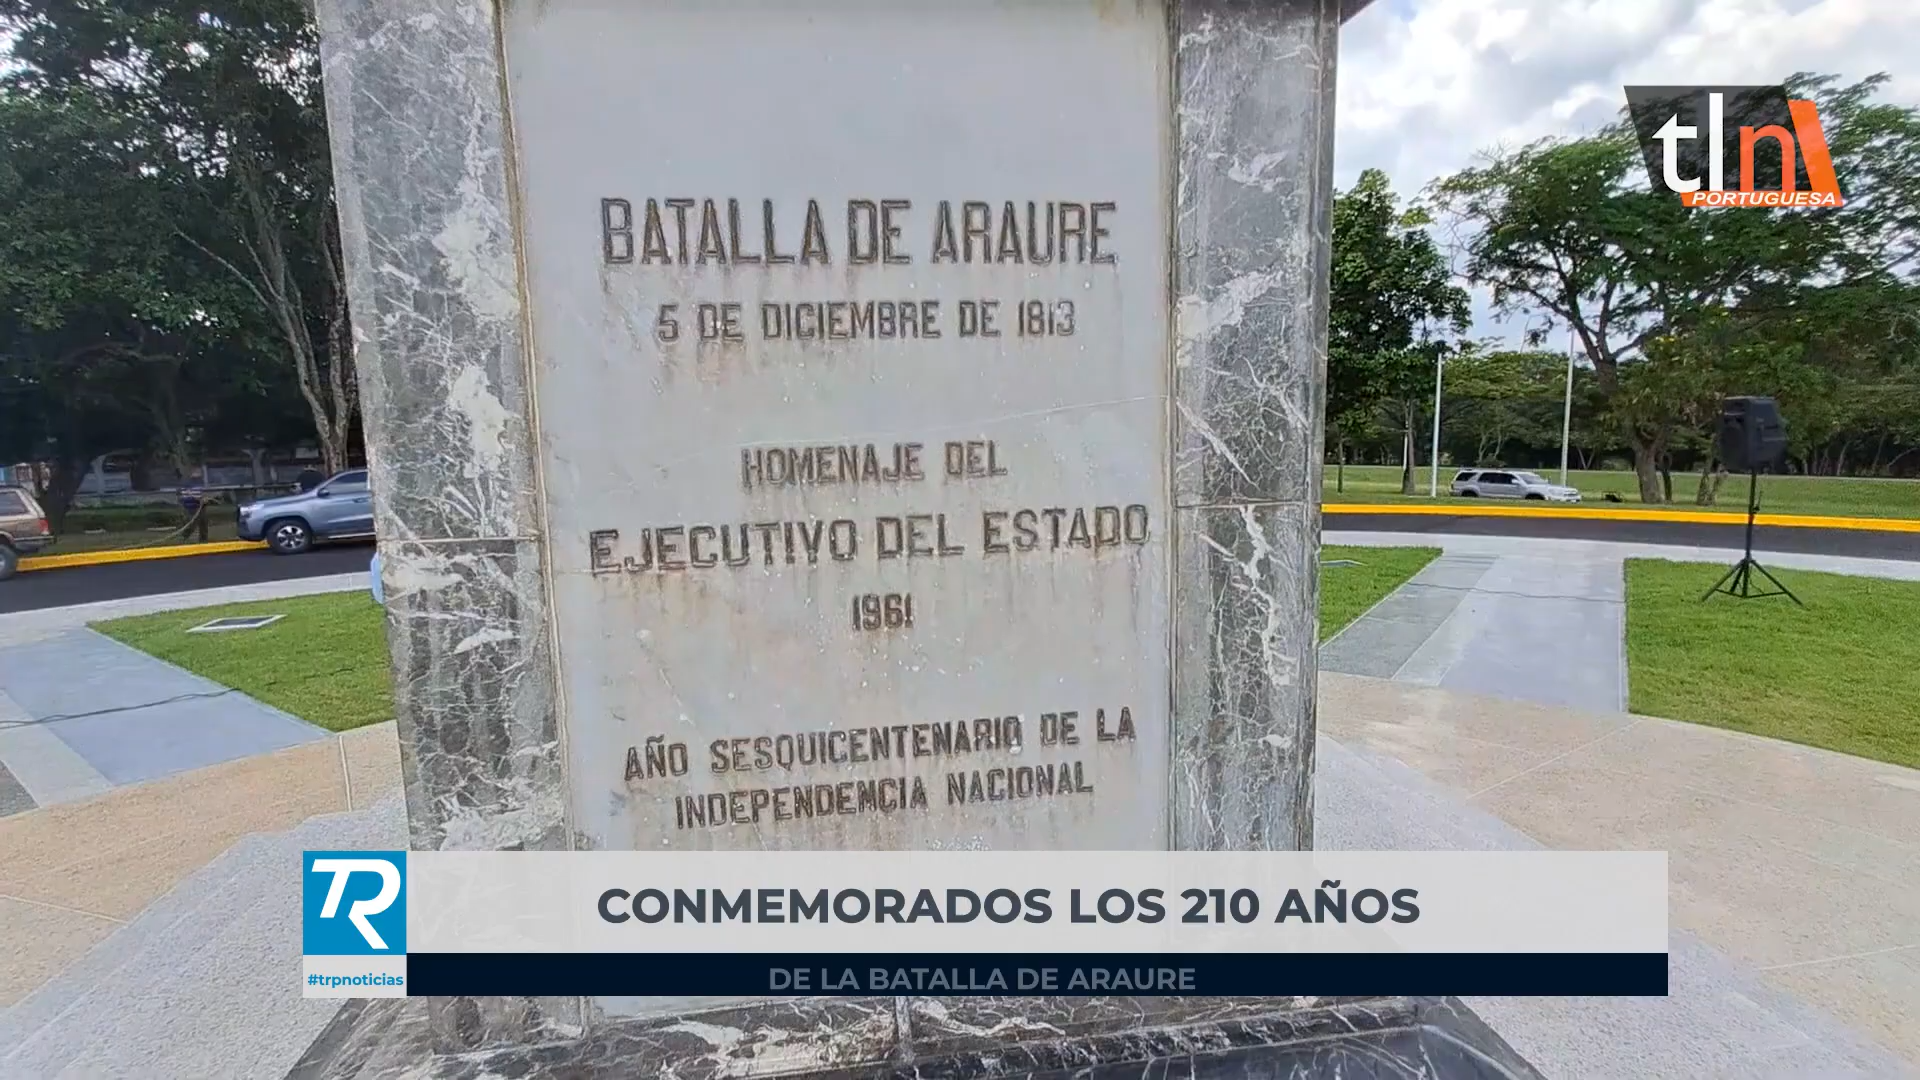 BATALLA DE ARAURE
5 DE DICIEMBRE DE 1813
HOMENAJE DEL
EJECUTIVO DEL ESTADO
1961
AÑO SESQUICENTENARIO DE LA
INDEPENDENCIA NACIONAL
tln
PORTUGUESA
TR
CONMEMORADOS LOS 210 AÑOS
#trpnoticias
DE LA BATALLA DE ARAURE